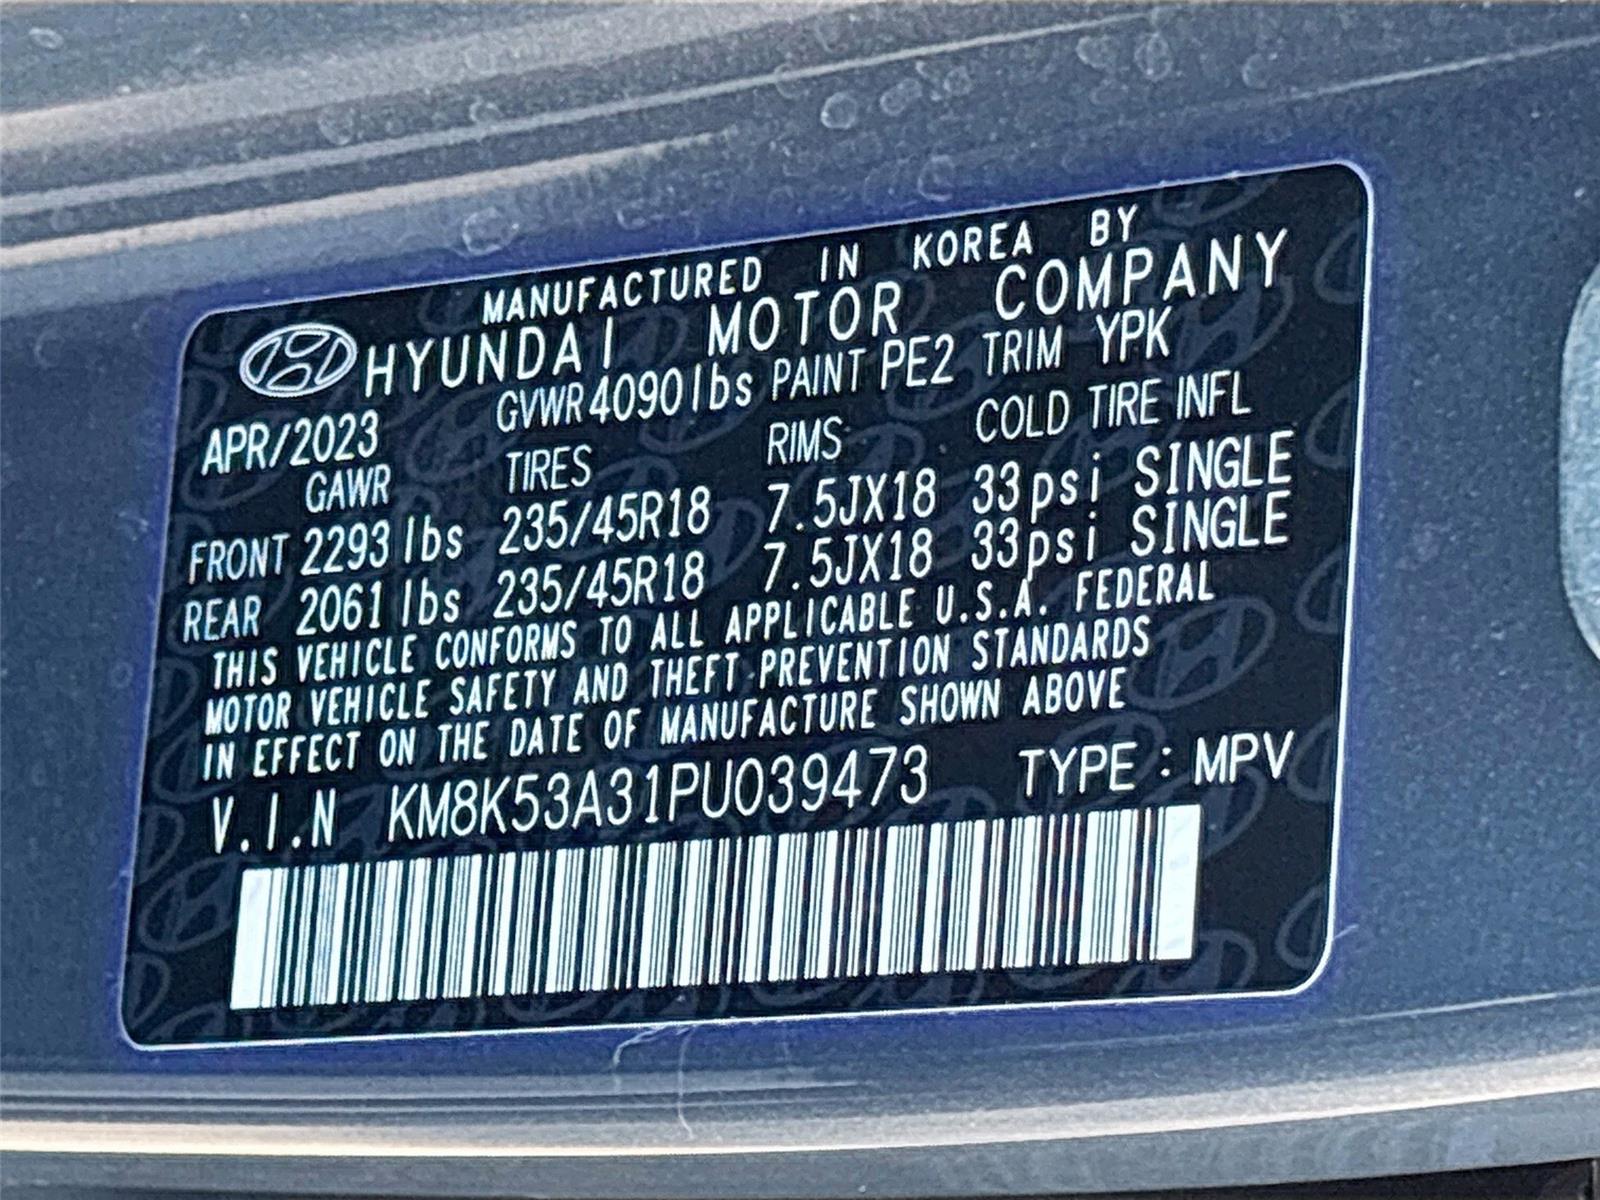 MANUFACTURED IN KOREA BY
HYUNDAI MOTOR COMPANY
APR/2023 GVWR 4090lbs PAINT PE2 TRIM YPK
GAWR TIRES RIMS COLD TIRE INFL
FRONT 2293 lbs 235/45R18 7.5JX18 33psi SINGLE
REAR 2061 lbs 235/45R18 7.5JX18 33psi SINGLE
THIS VEHICLE CONFORMS TO ALL APPLICABLE U.S.A. FEDERAL
MOTOR VEHICLE SAFETY AND THEFT PREVENTION STANDARDS
IN EFFECT ON THE DATE OF MANUFACTURE SHOWN ABOVE
V.I.N KM8K53A31PU039473 TYPE : MPV